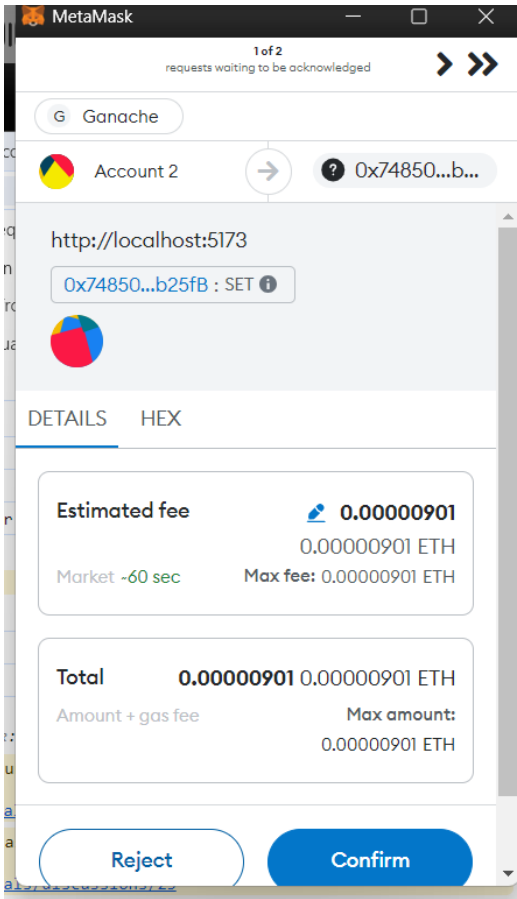 MetaMask
1 of 2
requests waiting to be acknowledged
G Ganache
Account 2
0x74850...b...
http://localhost:5173
0x74850...b25fB : SET
DETAILS HEX
Estimated fee 0.00000901
0.00000901 ETH
Market ~60 sec Max fee: 0.00000901 ETH
Total 0.00000901 0.00000901 ETH
Amount + gas fee Max amount:
0.00000901 ETH
Reject Confirm